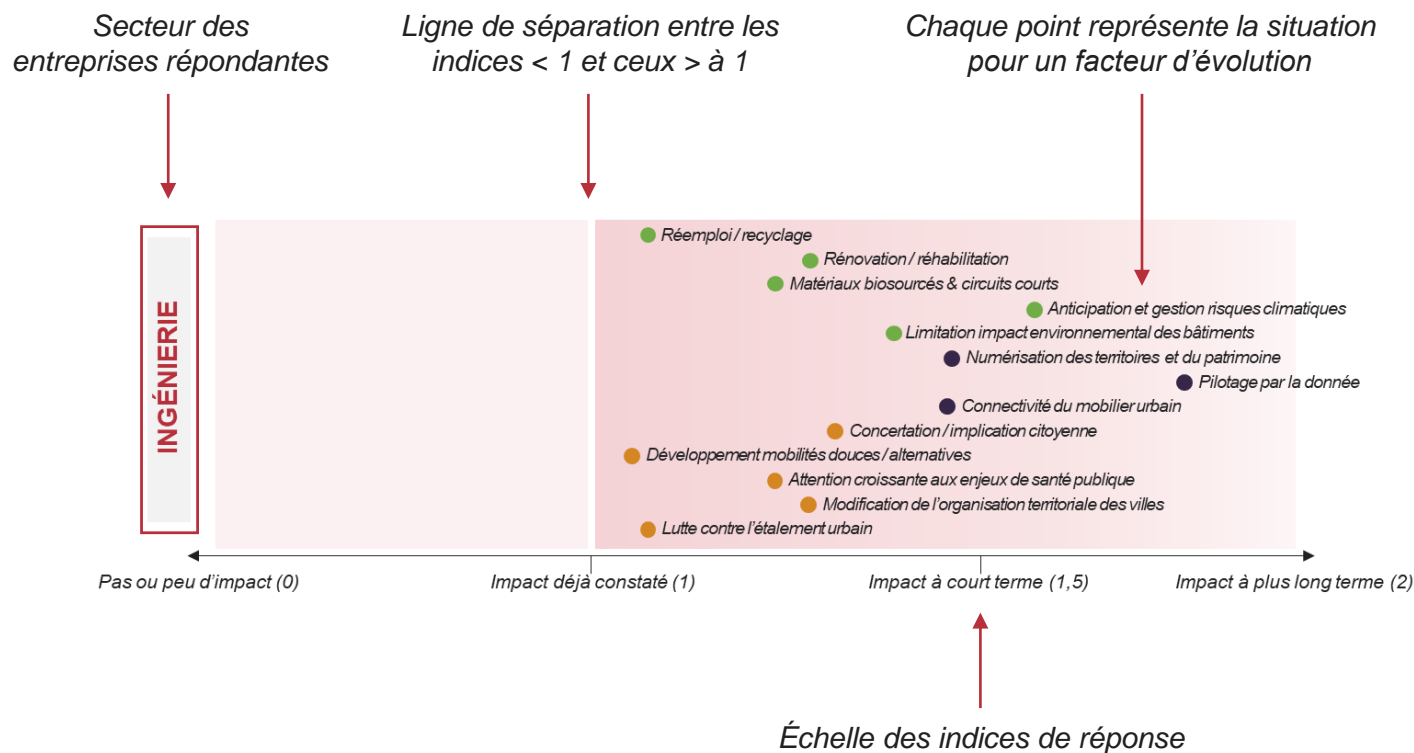 Secteur des
entreprises répondantes
Ligne de séparation entre les
indices < 1 et ceux > à 1
Chaque point représente la situation
pour un facteur d’évolution
INGÉNIERIE
Réemploi / recyclage
Rénovation / réhabilitation
Matériaux biosourcés & circuits courts
Anticipation et gestion risques climatiques
Limitation impact environnemental des bâtiments
Numérisation des territoires et du patrimoine
Pilotage par la donnée
Connectivité du mobilier urbain
Concertation / implication citoyenne
Développement mobilités douces / alternatives
Attention croissante aux enjeux de santé publique
Modification de l’organisation territoriale des villes
Lutte contre l’étalement urbain
Pas ou peu d’impact (0)
Impact déjà constaté (1)
Impact à court terme (1,5)
Impact à plus long terme (2)
Échelle des indices de réponse